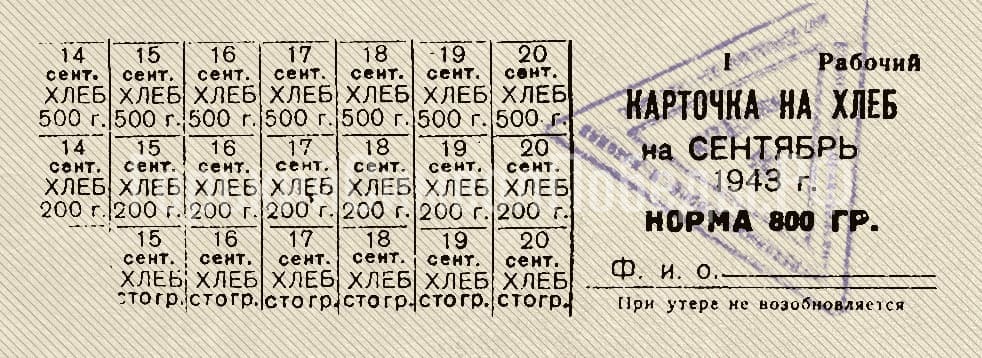 14 15 16 17 18 19 20
сент. сент. сент. сент. сент. сент. сент.
ХЛЕБ ХЛЕБ ХЛЕБ ХЛЕБ ХЛЕБ ХЛЕБ ХЛЕБ
500 г. 500 г. 500 г. 500 г. 500 г. 500 г. 500 г.
14 15 16 17 18 19 20
сент. сент. сент. сент. сент. сент. сент.
ХЛЕБ ХЛЕБ ХЛЕБ ХЛЕБ ХЛЕБ ХЛЕБ ХЛЕБ
200 г. 200 г. 200 г. 200 г. 200 г. 200 г. 200 г.
15 16 17 18 19 20
сент. сент. сент. сент. сент. сент.
ХЛЕБ ХЛЕБ ХЛЕБ ХЛЕБ ХЛЕБ ХЛЕБ
стогр. стогр. стогр. стогр. стогр. стогр.
I Рабочий
КАРТОЧКА НА ХЛЕБ
на СЕНТЯБРЬ
1943 г.
НОРМА 800 ГР.
Ф. и о.
При утере не возобновляется